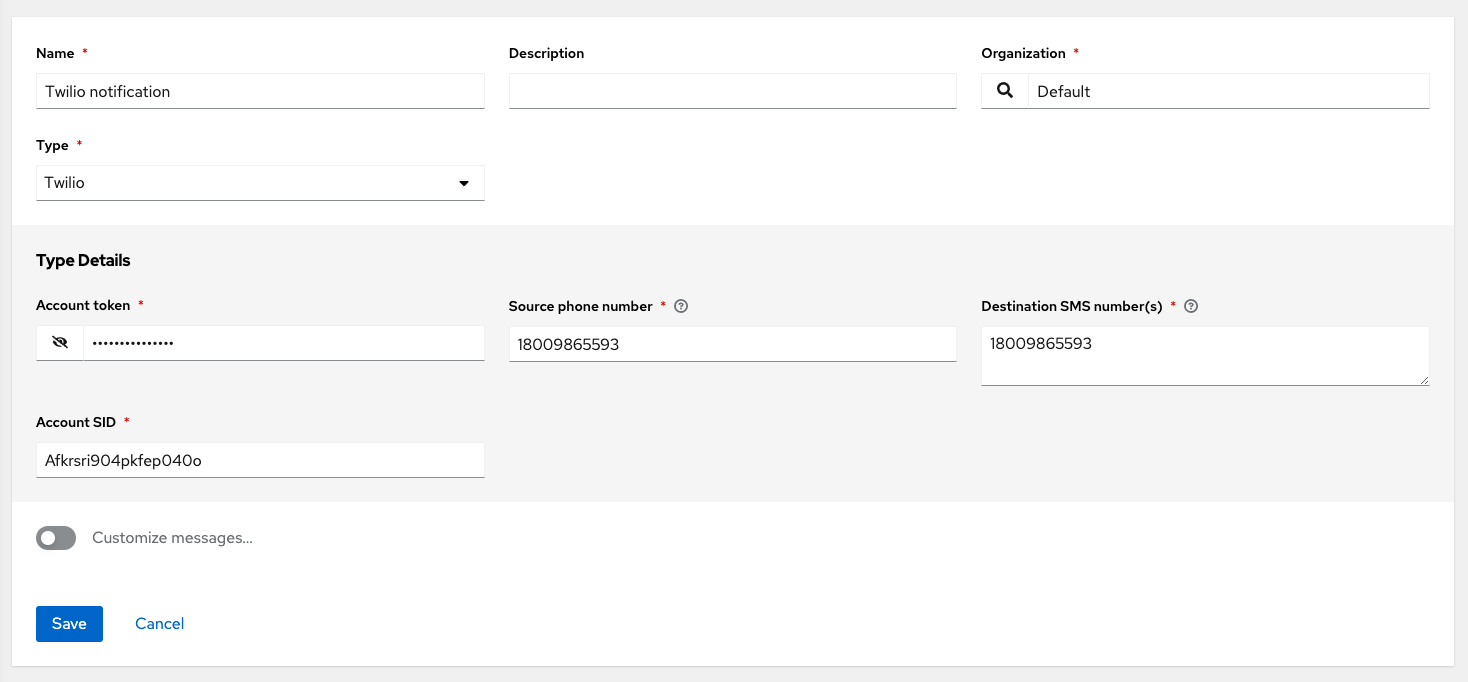 Name *
Description
Organization *
Twilio notification
Default
Type *
Twilio
Type Details
Account token *
Source phone number *
Destination SMS number(s) *
•••••••••••••••
18009865593
18009865593
Account SID *
Afkrsri904pkfep040o
Customize messages...
Save
Cancel